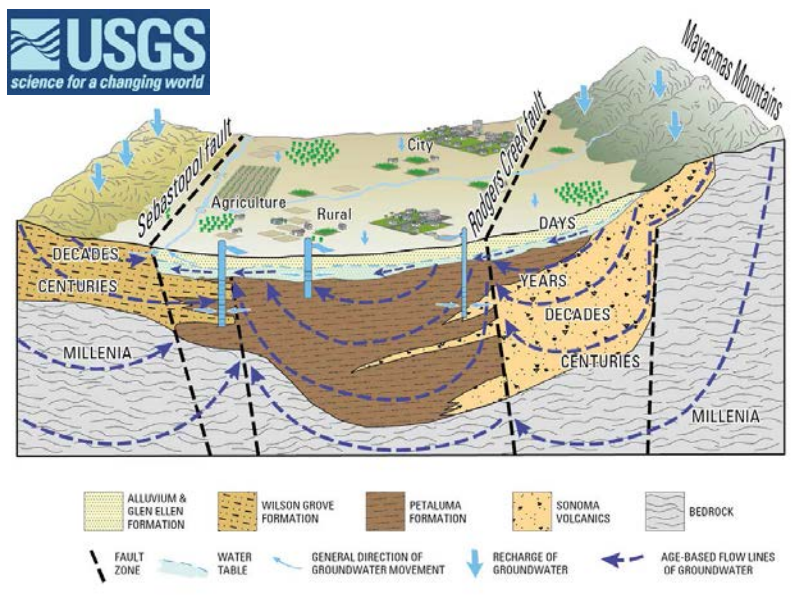 USGS
science for a changing world
Mayacmas Mountains
Sebastopol fault
Rodgers Creek fault
City
Agriculture
Rural
DAYS
DECADES
YEARS
CENTURIES
DECADES
MILLENIA
CENTURIES
MILLENIA
ALLUVIUM &
GLEN ELLEN
FORMATION
WILSON GROVE
FORMATION
PETALUMA
FORMATION
SONOMA
VOLCANICS
BEDROCK
FAULT
ZONE
WATER
TABLE
GENERAL DIRECTION OF
GROUNDWATER MOVEMENT
RECHARGE OF
GROUNDWATER
AGE-BASED FLOW LINES
OF GROUNDWATER